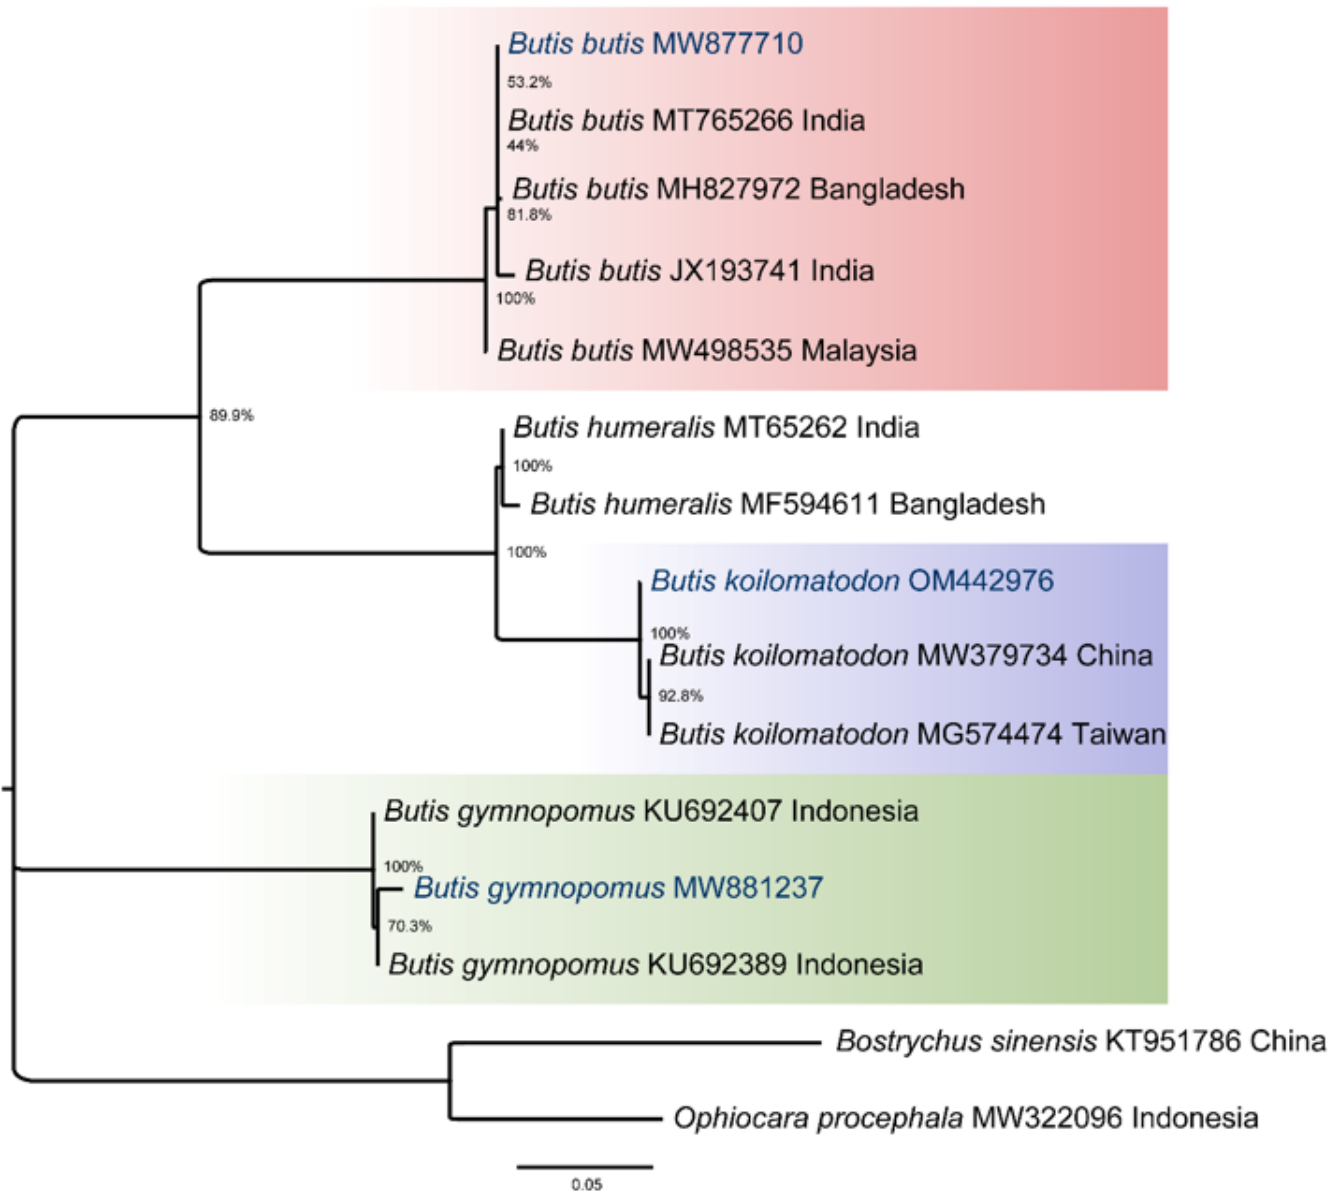 Butis butis MW877710
53.2%
Butis butis MT765266 India
44%
Butis butis MH827972 Bangladesh
81.8%
Butis butis JX193741 India
100%
Butis butis MW498535 Malaysia
89.9%
Butis humeralis MT65262 India
100%
Butis humeralis MF594611 Bangladesh
100%
Butis koilomatodon OM442976
100%
Butis koilomatodon MW379734 China
92.8%
Butis koilomatodon MG574474 Taiwan
Butis gymnopomus KU692407 Indonesia
100%
Butis gymnopomus MW881237
70.3%
Butis gymnopomus KU692389 Indonesia
Bostrychus sinensis KT951786 China
Ophiocara procephala MW322096 Indonesia
0.05